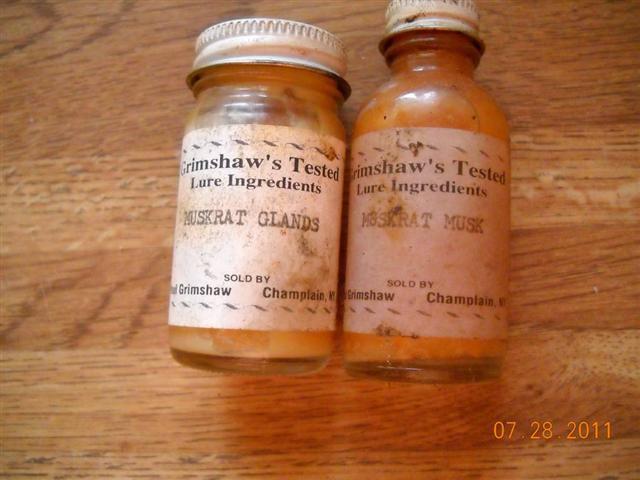 Grimshaw's Tested
Lure Ingredients
MUSKRAT GLANDS
SOLD BY
Grimshaw Champlain, NY
Grimshaw's Tested
Lure Ingredients
MUSKRAT MUSK
SOLD BY
Grimshaw Champlain,
07.28.2011